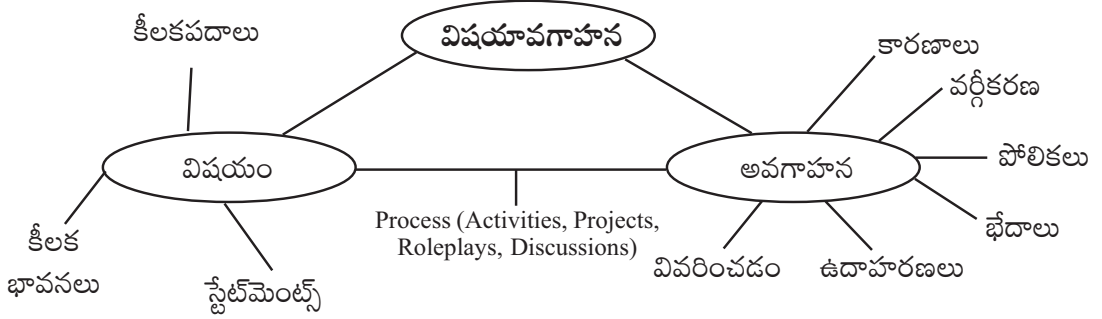 కీలకపదాలు
విషయావగాహన
కారణాలు
వర్గీకరణ
విషయం
అవగాహన
పోలికలు
Process (Activities, Projects,
Roleplays, Discussions)
భేదాలు
కీలక
భావనలు
స్టేట్‌మెంట్స్
వివరించడం
ఉదాహరణలు